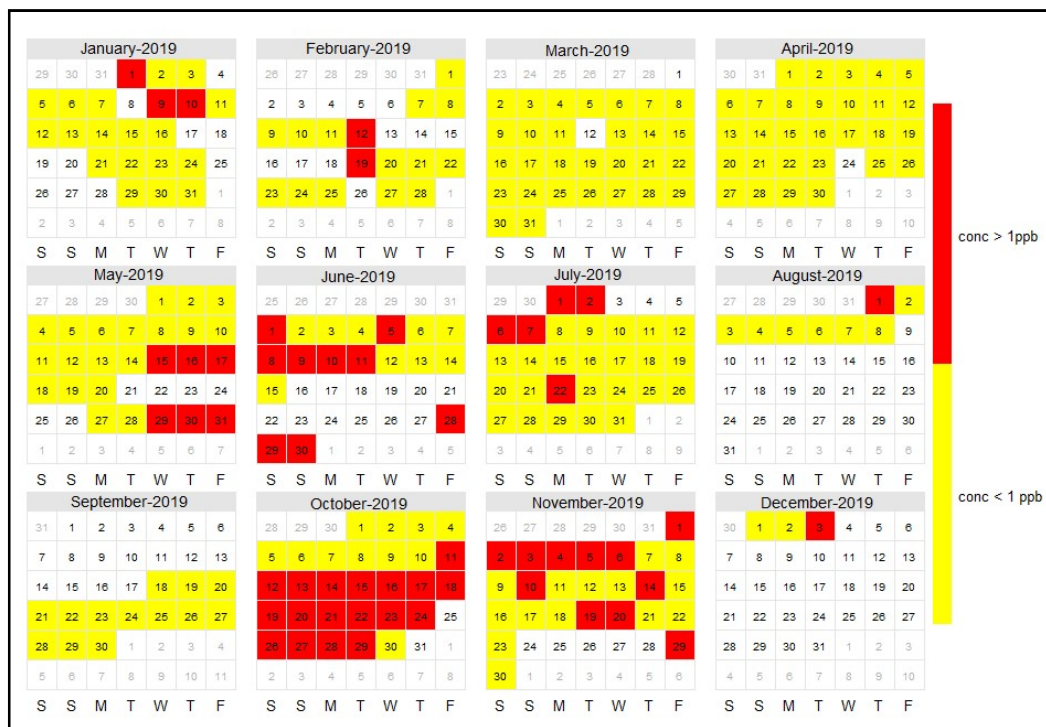 January-2019
29 30 31 1 2 3 4
5 6 7 8 9 10 11
12 13 14 15 16 17 18
19 20 21 22 23 24 25
26 27 28 29 30 31 1
2 3 4 5 6 7 8
S S M T W T F
February-2019
26 27 28 29 30 31 1
2 3 4 5 6 7 8
9 10 11 12 13 14 15
16 17 18 19 20 21 22
23 24 25 26 27 28 1
2 3 4 5 6 7 8
S S M T W T F
March-2019
23 24 25 26 27 28 1
2 3 4 5 6 7 8
9 10 11 12 13 14 15
16 17 18 19 20 21 22
23 24 25 26 27 28 29
30 31 1 2 3 4 5
S S M T W T F
April-2019
30 31 1 2 3 4 5
6 7 8 9 10 11 12
13 14 15 16 17 18 19
20 21 22 23 24 25 26
27 28 29 30 1 2 3
4 5 6 7 8 9 10
S S M T W T F
May-2019
27 28 29 30 1 2 3
4 5 6 7 8 9 10
11 12 13 14 15 16 17
18 19 20 21 22 23 24
25 26 27 28 29 30 31
1 2 3 4 5 6 7
S S M T W T F
June-2019
25 26 27 28 29 30 31
1 2 3 4 5 6 7
8 9 10 11 12 13 14
15 16 17 18 19 20 21
22 23 24 25 26 27 28
29 30 1 2 3 4 5
S S M T W T F
July-2019
29 30 1 2 3 4 5
6 7 8 9 10 11 12
13 14 15 16 17 18 19
20 21 22 23 24 25 26
27 28 29 30 31 1 2
3 4 5 6 7 8 9
S S M T W T F
August-2019
27 28 29 30 31 1 2
3 4 5 6 7 8 9
10 11 12 13 14 15 16
17 18 19 20 21 22 23
24 25 26 27 28 29 30
31 1 2 3 4 5 6
S S M T W T F
September-2019
31 1 2 3 4 5 6
7 8 9 10 11 12 13
14 15 16 17 18 19 20
21 22 23 24 25 26 27
28 29 30 1 2 3 4
5 6 7 8 9 10 11
S S M T W T F
October-2019
28 29 30 1 2 3 4
5 6 7 8 9 10 11
12 13 14 15 16 17 18
19 20 21 22 23 24 25
26 27 28 29 30 31 1
2 3 4 5 6 7 8
S S M T W T F
November-2019
26 27 28 29 30 31 1
2 3 4 5 6 7 8
9 10 11 12 13 14 15
16 17 18 19 20 21 22
23 24 25 26 27 28 29
30 1 2 3 4 5 6
S S M T W T F
December-2019
30 1 2 3 4 5 6
7 8 9 10 11 12 13
14 15 16 17 18 19 20
21 22 23 24 25 26 27
28 29 30 31 1 2 3
4 5 6 7 8 9 10
S S M T W T F
conc > 1ppb
conc < 1 ppb